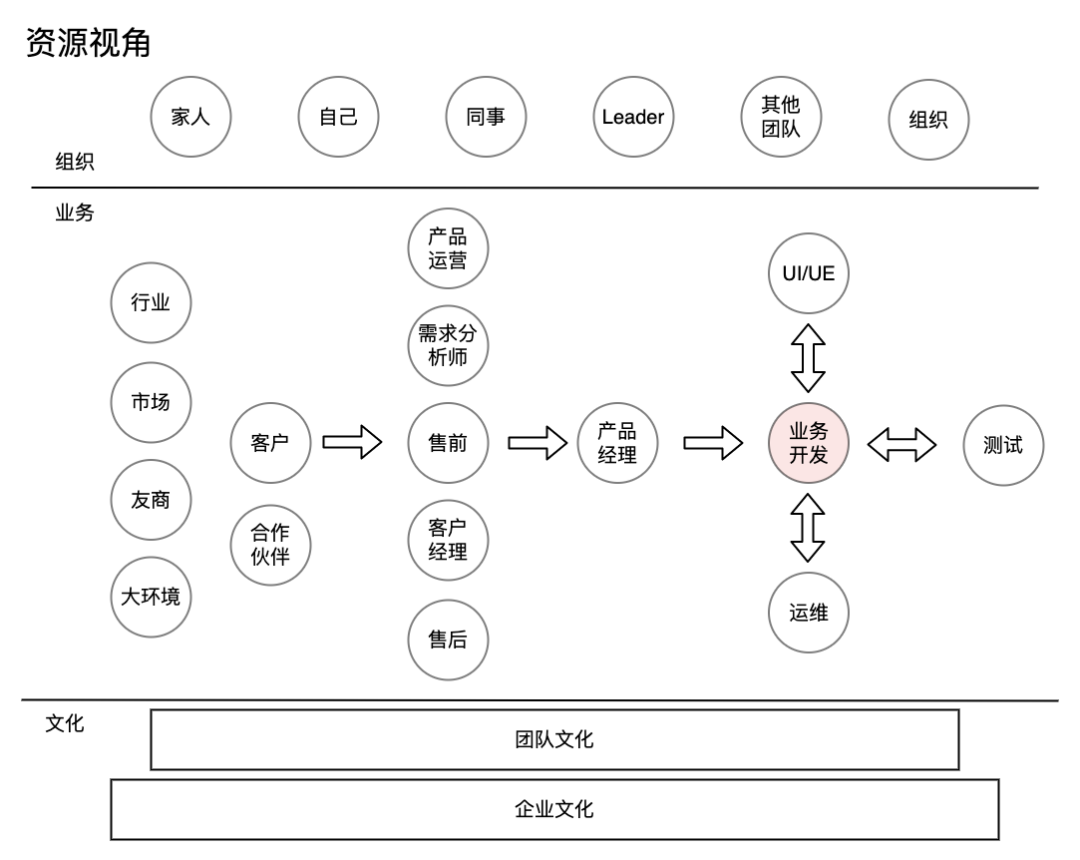 资源视角
家人
自己
同事
Leader
其他
团队
组织
组织
业务
产品
运营
UI/UE
行业
需求分
析师
市场
客户
售前
产品
经理
业务
开发
测试
友商
合作
伙伴
客户
经理
大环境
运维
售后
文化
团队文化
企业文化